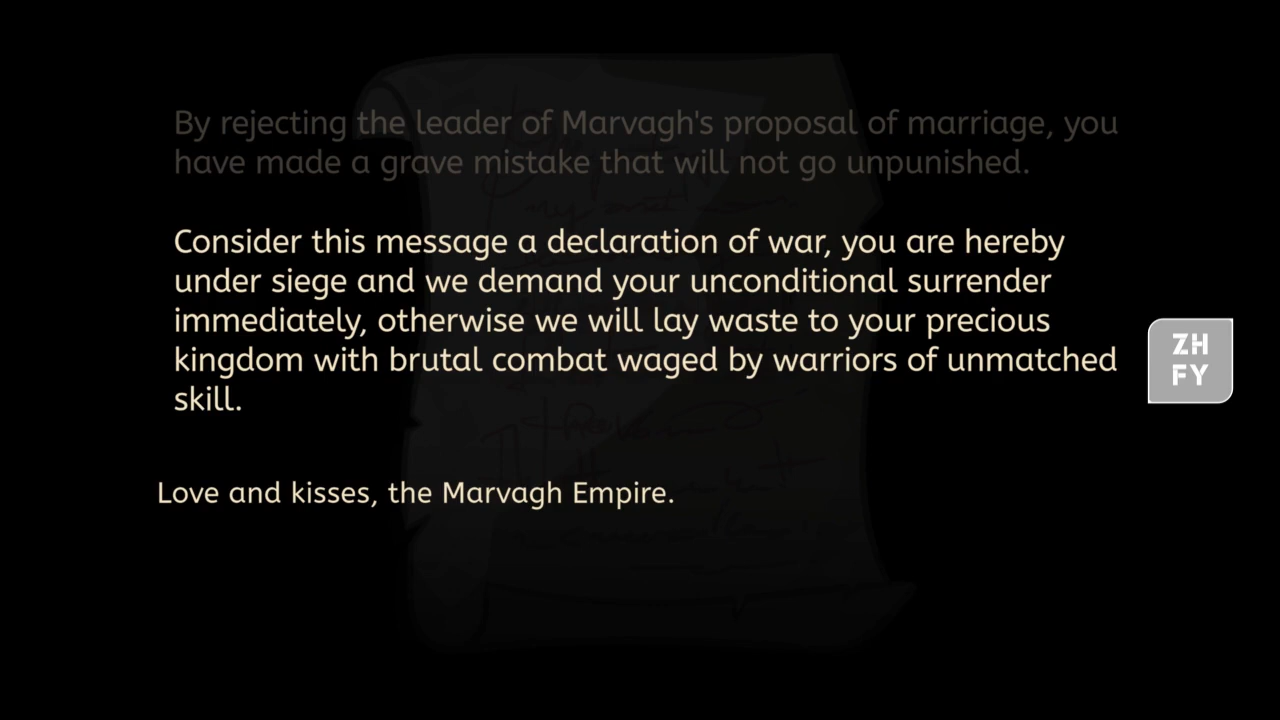 By rejecting the leader of Marvagh's proposal of marriage, you
have made a grave mistake that will not go unpunished.
Consider this message a declaration of war, you are hereby
under siege and we demand your unconditional surrender
immediately, otherwise we will lay waste to your precious
kingdom with brutal combat waged by warriors of unmatched
skill.
Love and kisses, the Marvagh Empire.
ZH
FY